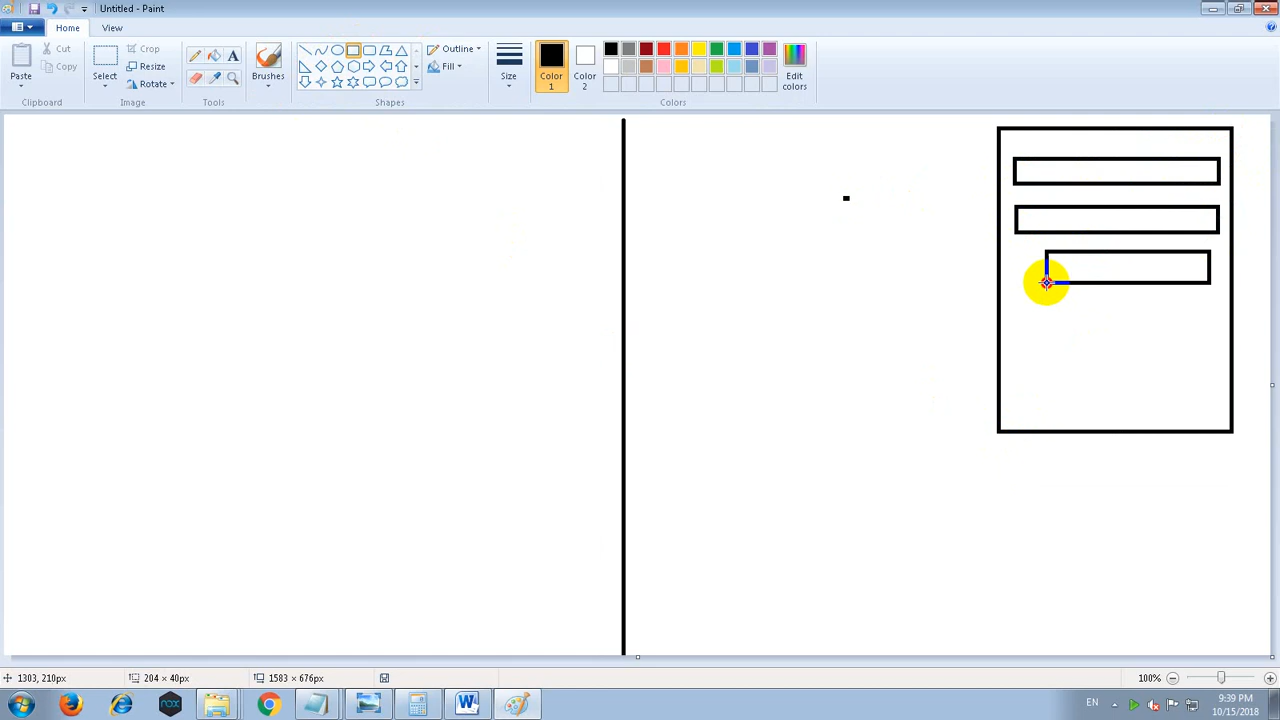 Untitled - Paint
Home
View
Paste
Cut
Copy
Clipboard
Select
Crop
Resize
Rotate
Image
Tools
Brushes
Shapes
Outline
Fill
Size
Color
1
Color
2
Edit
colors
Colors
1303, 210px
204 × 40px
1583 × 676px
100%
nox
EN
9:39 PM
10/15/2018